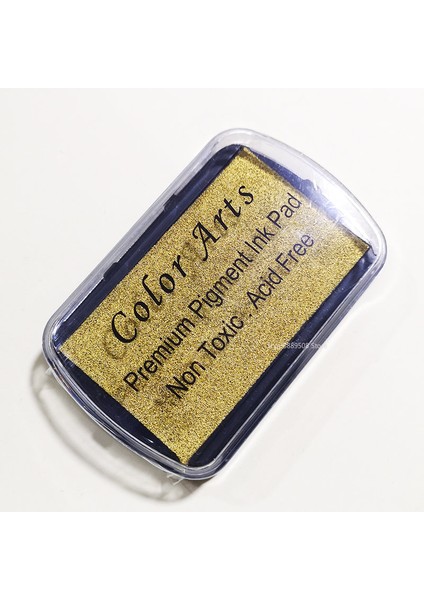 Color Arts
Premium Pigment Ink Pad
Non Toxic . Acid Free